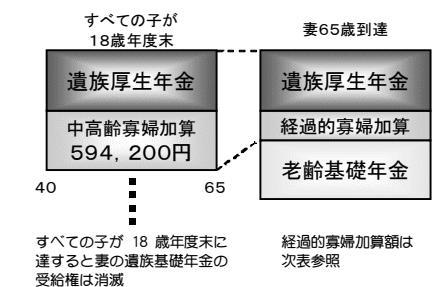 すべての子が
18歳年度末
妻65歳到達
遺族厚生年金
遺族厚生年金
中高齢寡婦加算
594，200円
経過的寡婦加算
老齢基礎年金
40
65
すべての子が 18 歳年度末に
達すると妻の遺族基礎年金の
受給権は消滅
経過的寡婦加算額は
次表参照